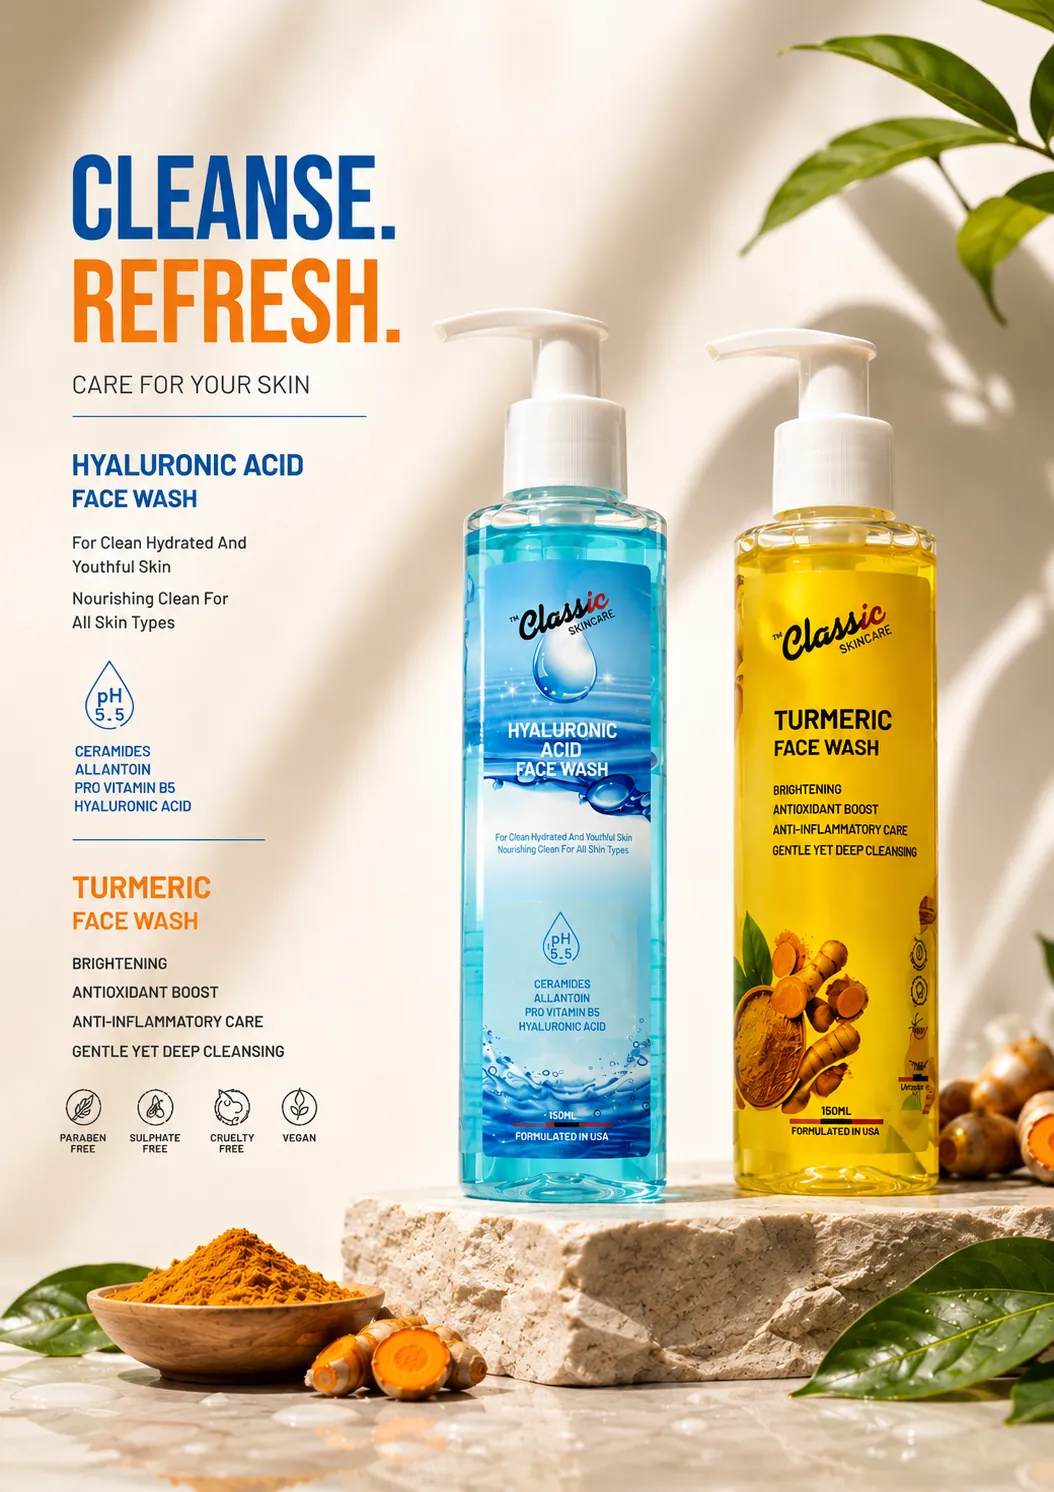 CLEANSE.
REFRESH.
CARE FOR YOUR SKIN
HYALURONIC ACID
FACE WASH
For Clean Hydrated And
Youthful Skin
Nourishing Clean For
All Skin Types
pH
5.5
CERAMIDES
ALLANTOIN
PRO VITAMIN B5
HYALURONIC ACID
TURMERIC
FACE WASH
BRIGHTENING
ANTIOXIDANT BOOST
ANTI-INFLAMMATORY CARE
GENTLE YET DEEP CLEANSING
PARABEN
FREE
SULPHATE
FREE
CRUELTY
FREE
VEGAN
TM Classic
SKINCARE
HYALURONIC
ACID
FACE WASH
For Clean Hydrated And Youthful Skin
Nourishing Clean For All Shin Types
pH
5.5
CERAMIDES
ALLANTOIN
PRO VITAMIN B5
HYALURONIC ACID
150ML
FORMULATED IN USA
TM Classic
SKINCARE
TURMERIC
FACE WASH
BRIGHTENING
ANTIOXIDANT BOOST
ANTI-INFLAMMATORY CARE
GENTLE YET DEEP CLEANSING
150ML
FORMULATED IN USA